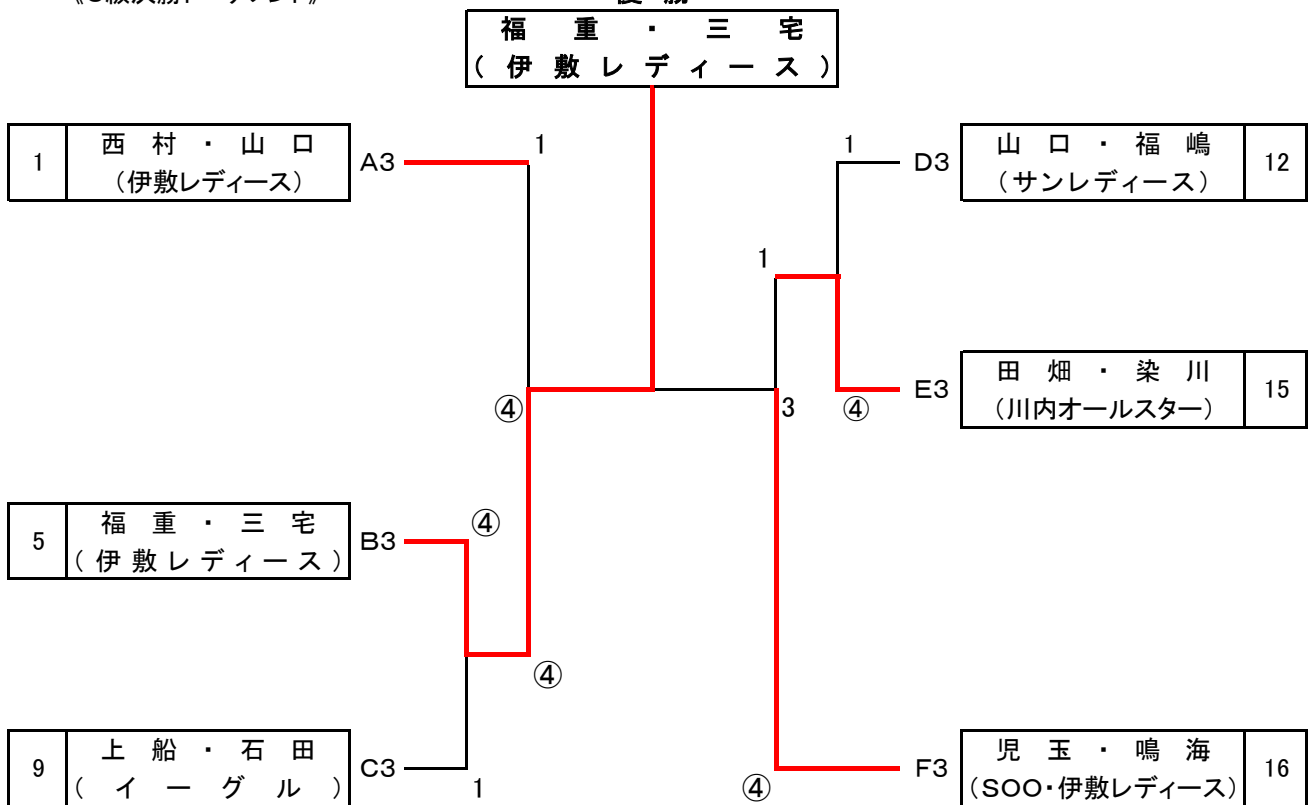 福重・三宅
(伊敷レディース)
1 西村・山口
(伊敷レディース)
A3
1
1
D3
山口・福嶋 12
(サンレディース)
1
④
3
④
E3
田畑・染川 15
(川内オールスター)
5 福重・三宅
(伊敷レディース)
B3
④
④
9 上船・石田
(イーグル)
C3
1
④
F3
児玉・鳴海 16
(SOO・伊敷レディース)